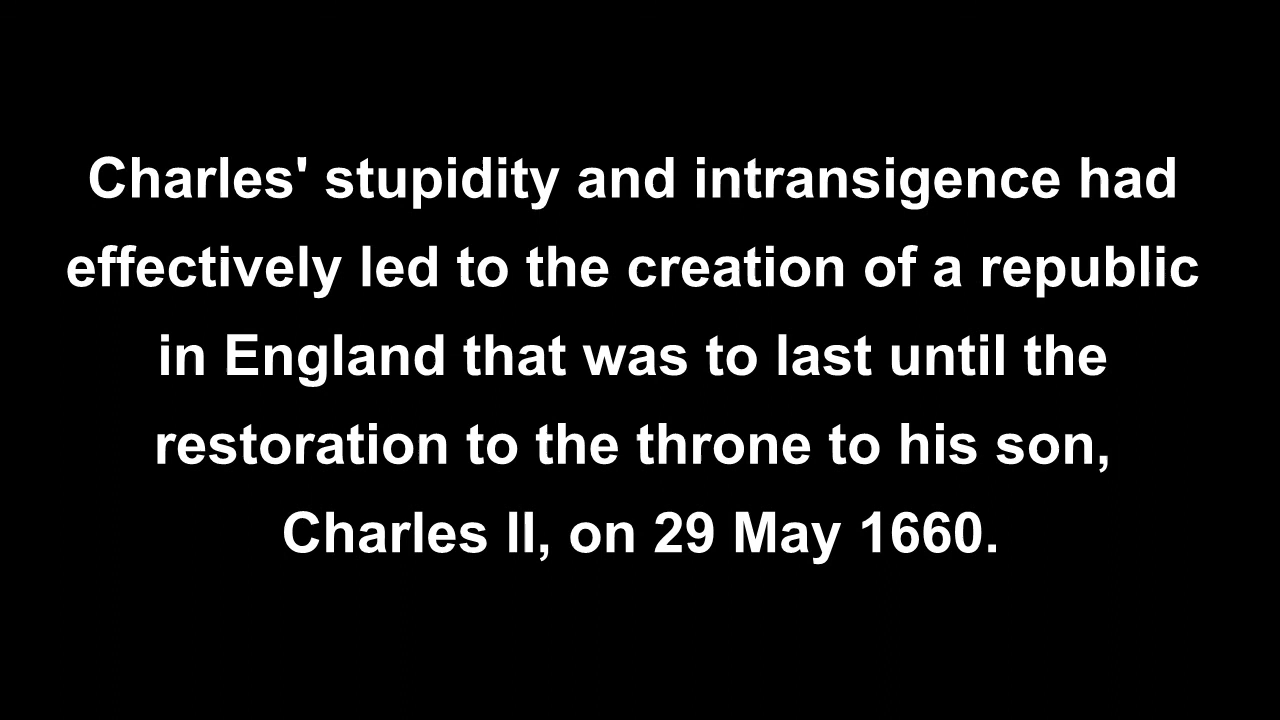 Charles' stupidity and intransigence had
effectively led to the creation of a republic
in England that was to last until the
restoration to the throne to his son,
Charles II, on 29 May 1660.